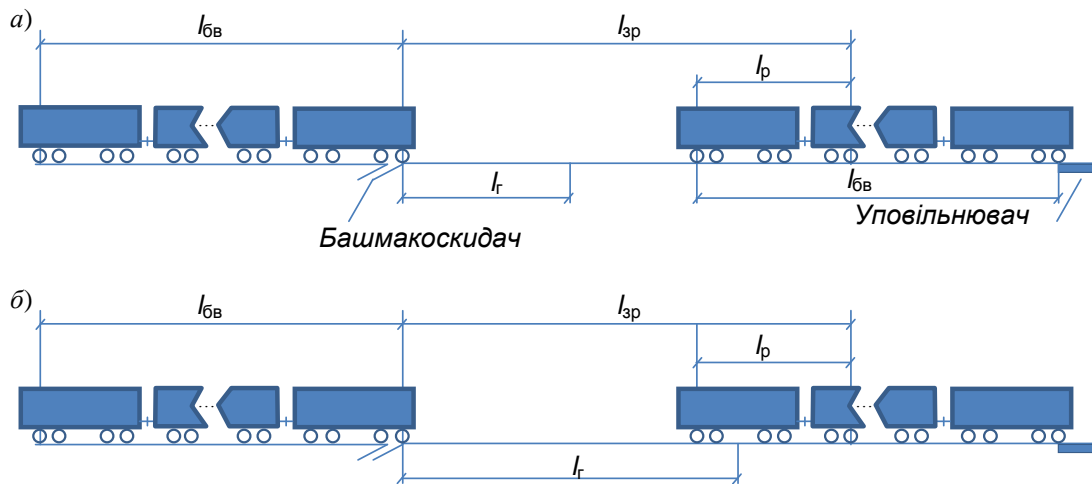 а)
lбв
lзр
lр
lг
lбв
Башмакоскидач
Уповільнювач
б)
lбв
lзр
lр
lг